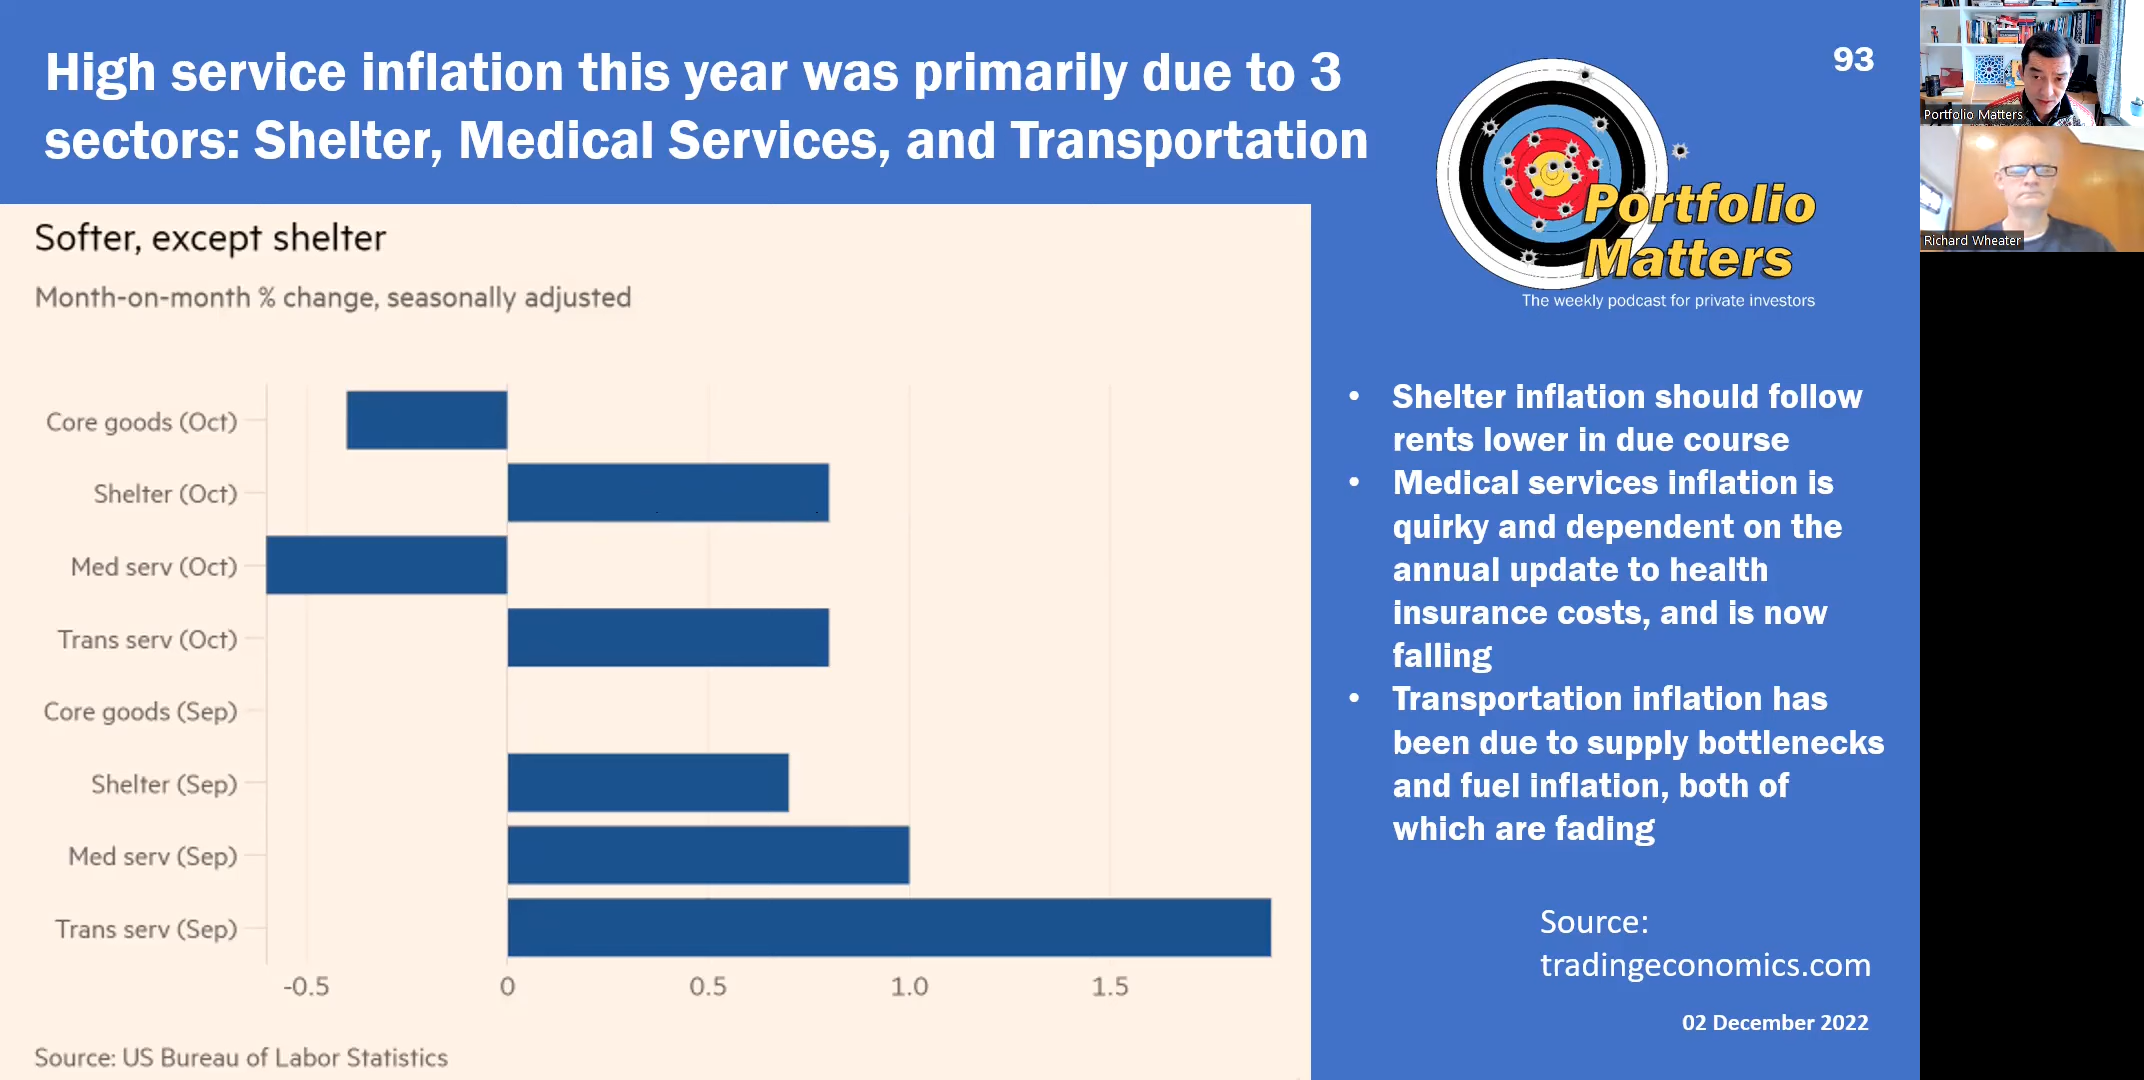 High service inflation this year was primarily due to 3
sectors: Shelter, Medical Services, and Transportation
93
Portfolio Matters
Richard Wheater
Portfolio
Matters
The weekly podcast for private investors
Softer, except shelter
Month-on-month % change, seasonally adjusted
Core goods (Oct)
Shelter (Oct)
Med serv (Oct)
Trans serv (Oct)
Core goods (Sep)
Shelter (Sep)
Med serv (Sep)
Trans serv (Sep)
-0.5 0 0.5 1.0 1.5
Source: US Bureau of Labor Statistics
• Shelter inflation should follow
rents lower in due course
• Medical services inflation is
quirky and dependent on the
annual update to health
insurance costs, and is now
falling
• Transportation inflation has
been due to supply bottlenecks
and fuel inflation, both of
which are fading
Source:
tradingeconomics.com
02 December 2022